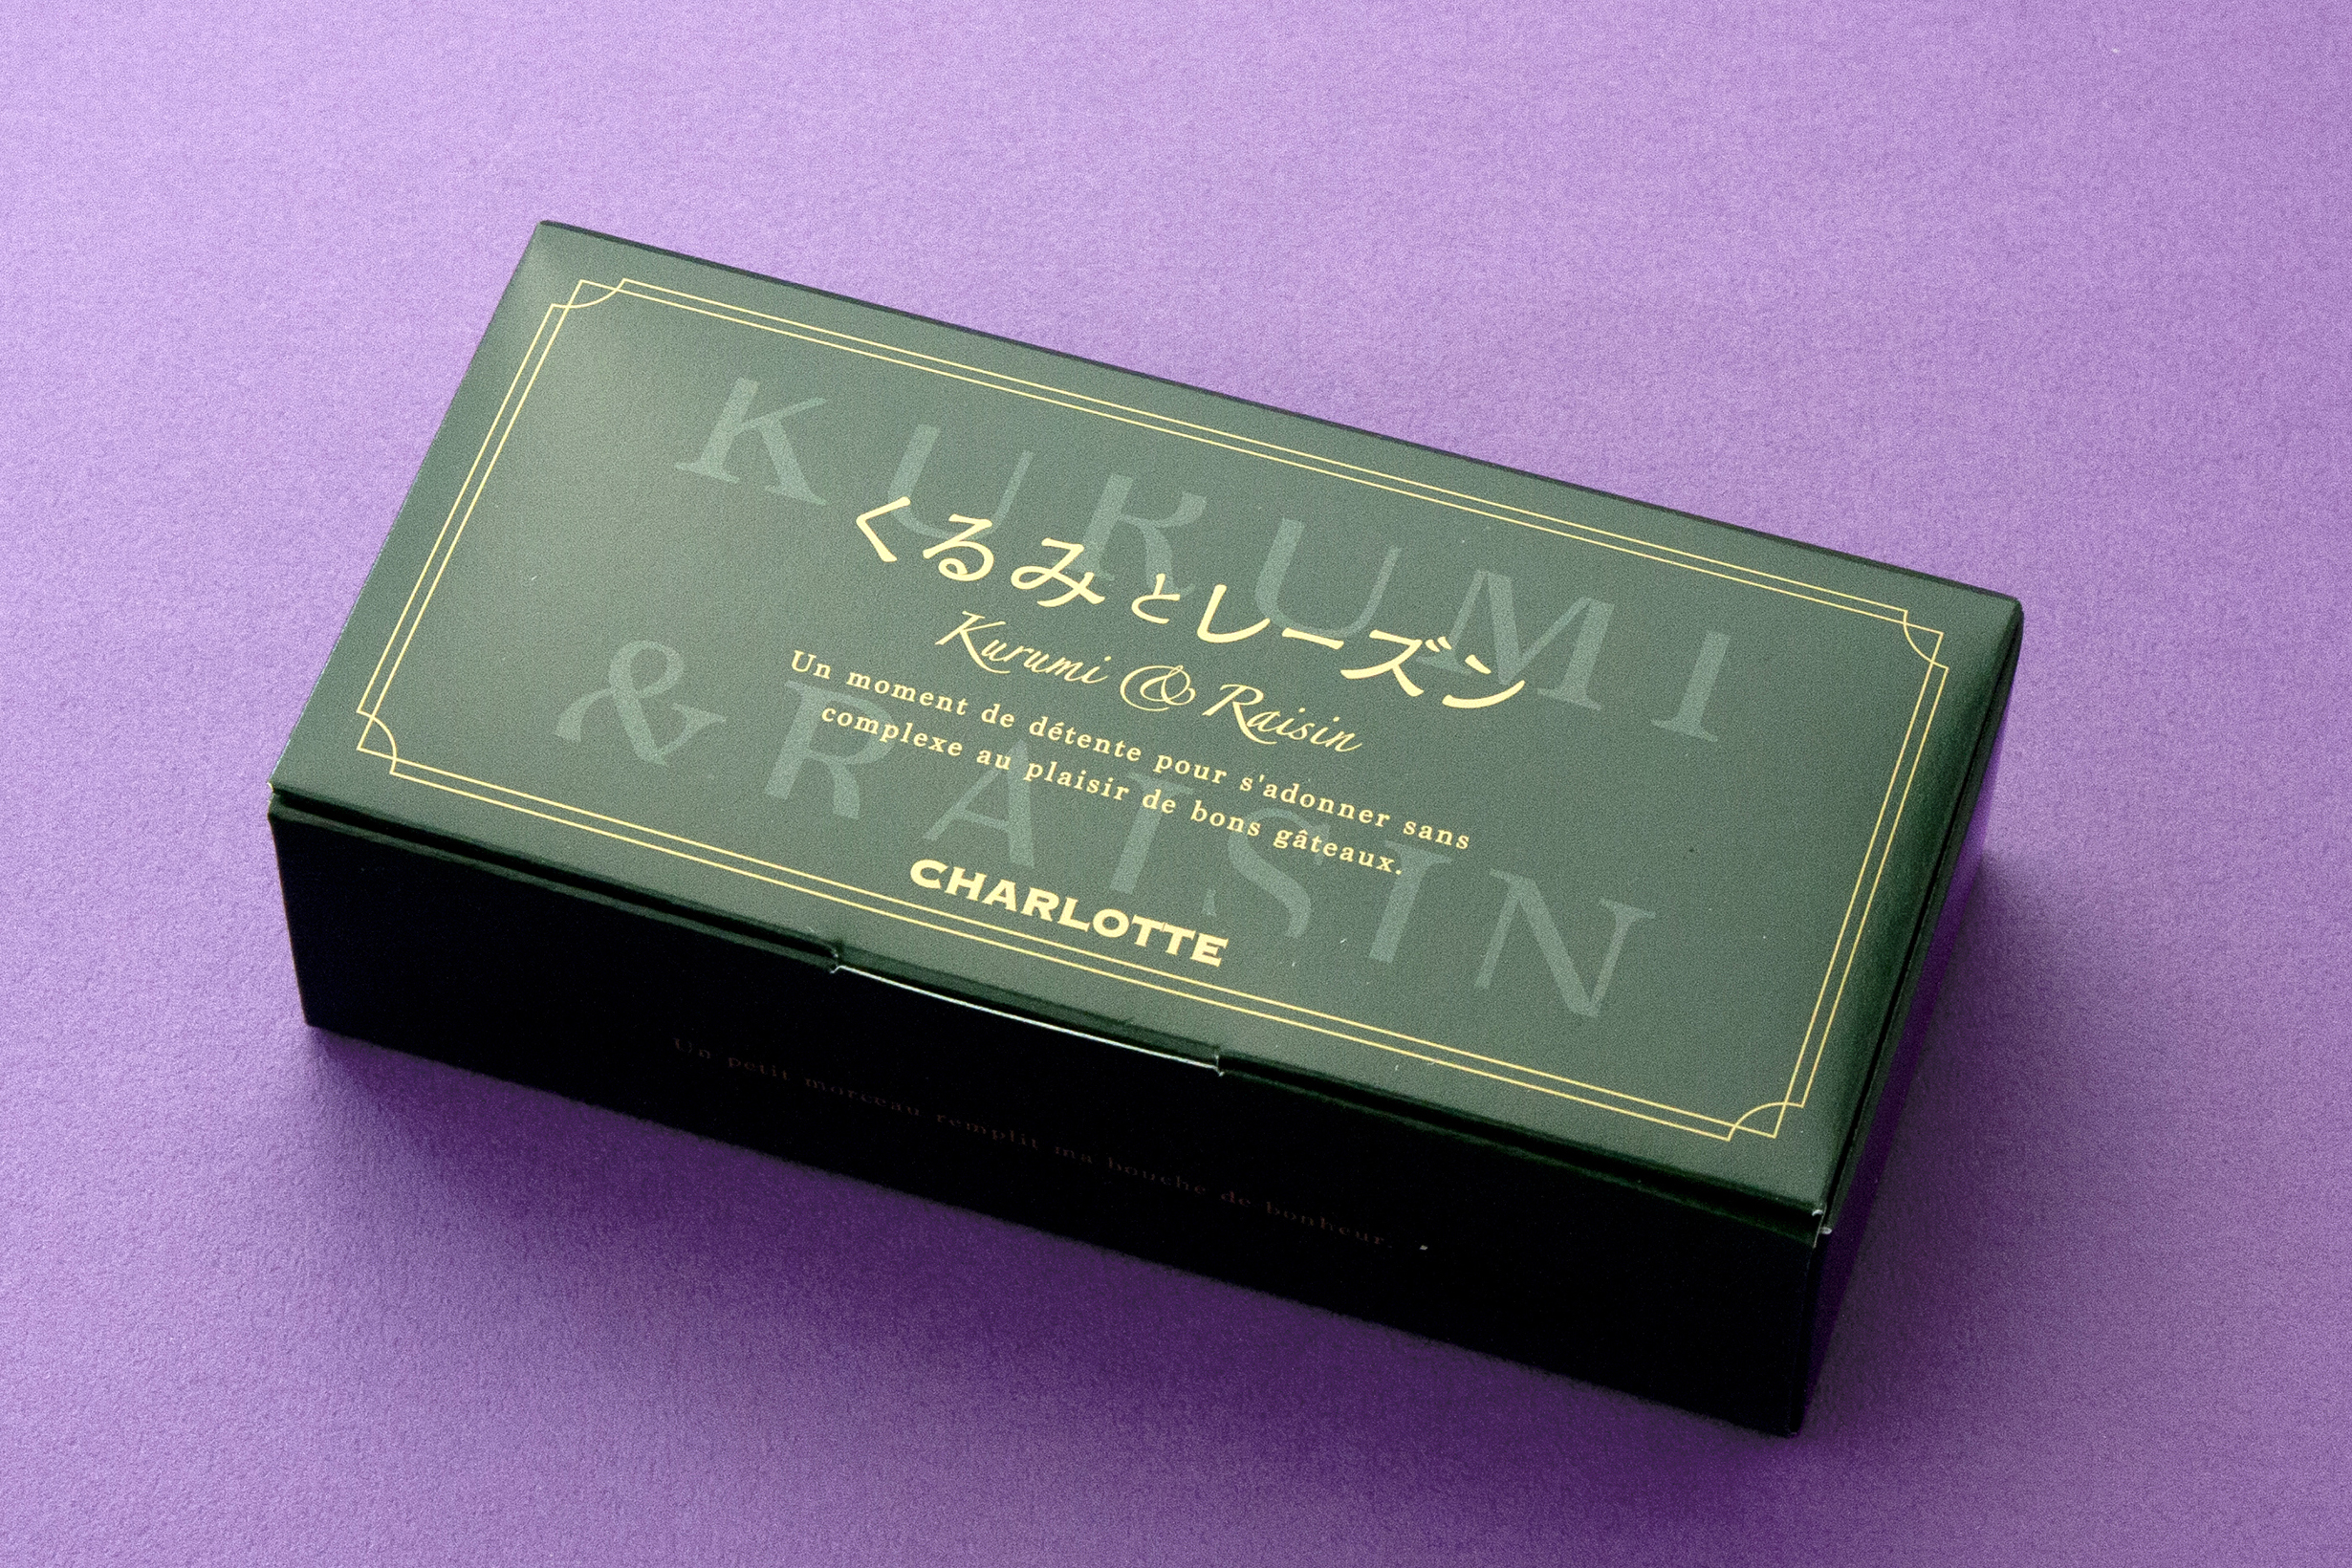 KURUMI
& RAISIN
くるみとレーズン
Kurumi & Raisin
Un moment de détente pour s'adonner sans
complexe au plaisir de bons gâteaux.
CHARLOTTE
Un petit morceau remplit ma bouche de bonheur.